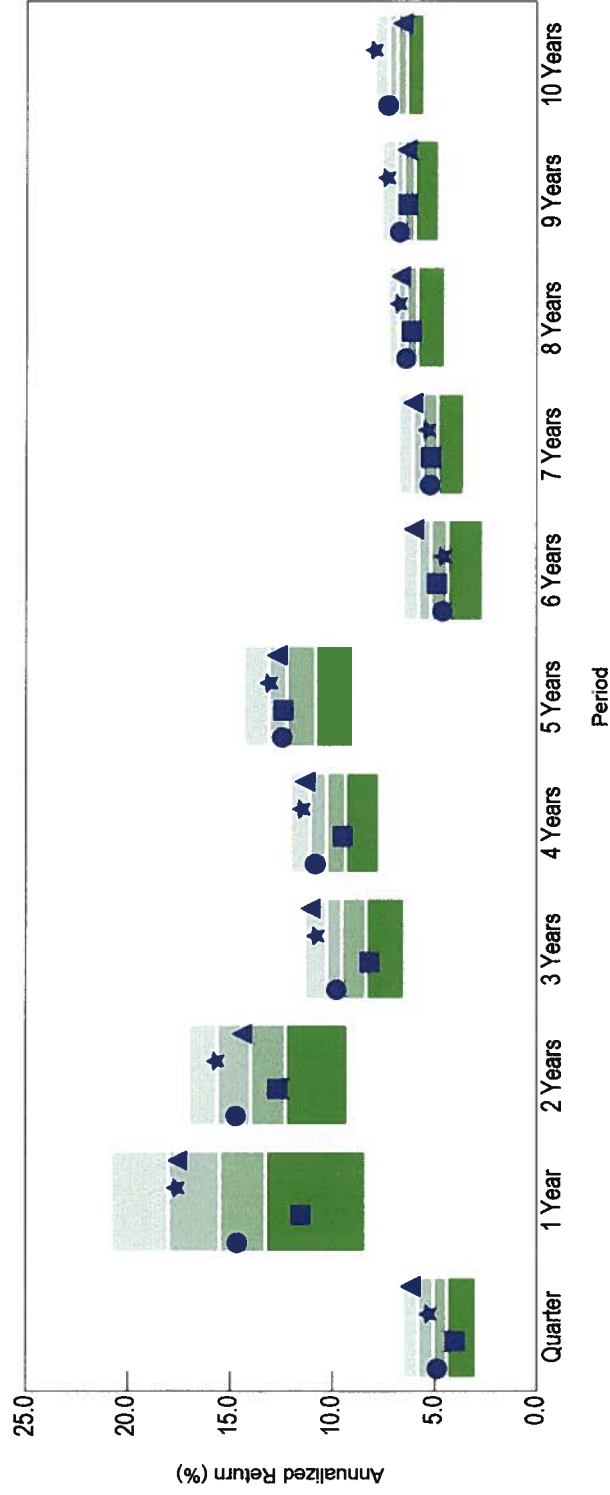 Annualized Return (%)
25.0
20.0
15.0
10.0
5.0
0.0
Quarter
1 Year
2 Years
3 Years
4 Years
5 Years
6 Years
7 Years
8 Years
9 Years
10 Years
Period